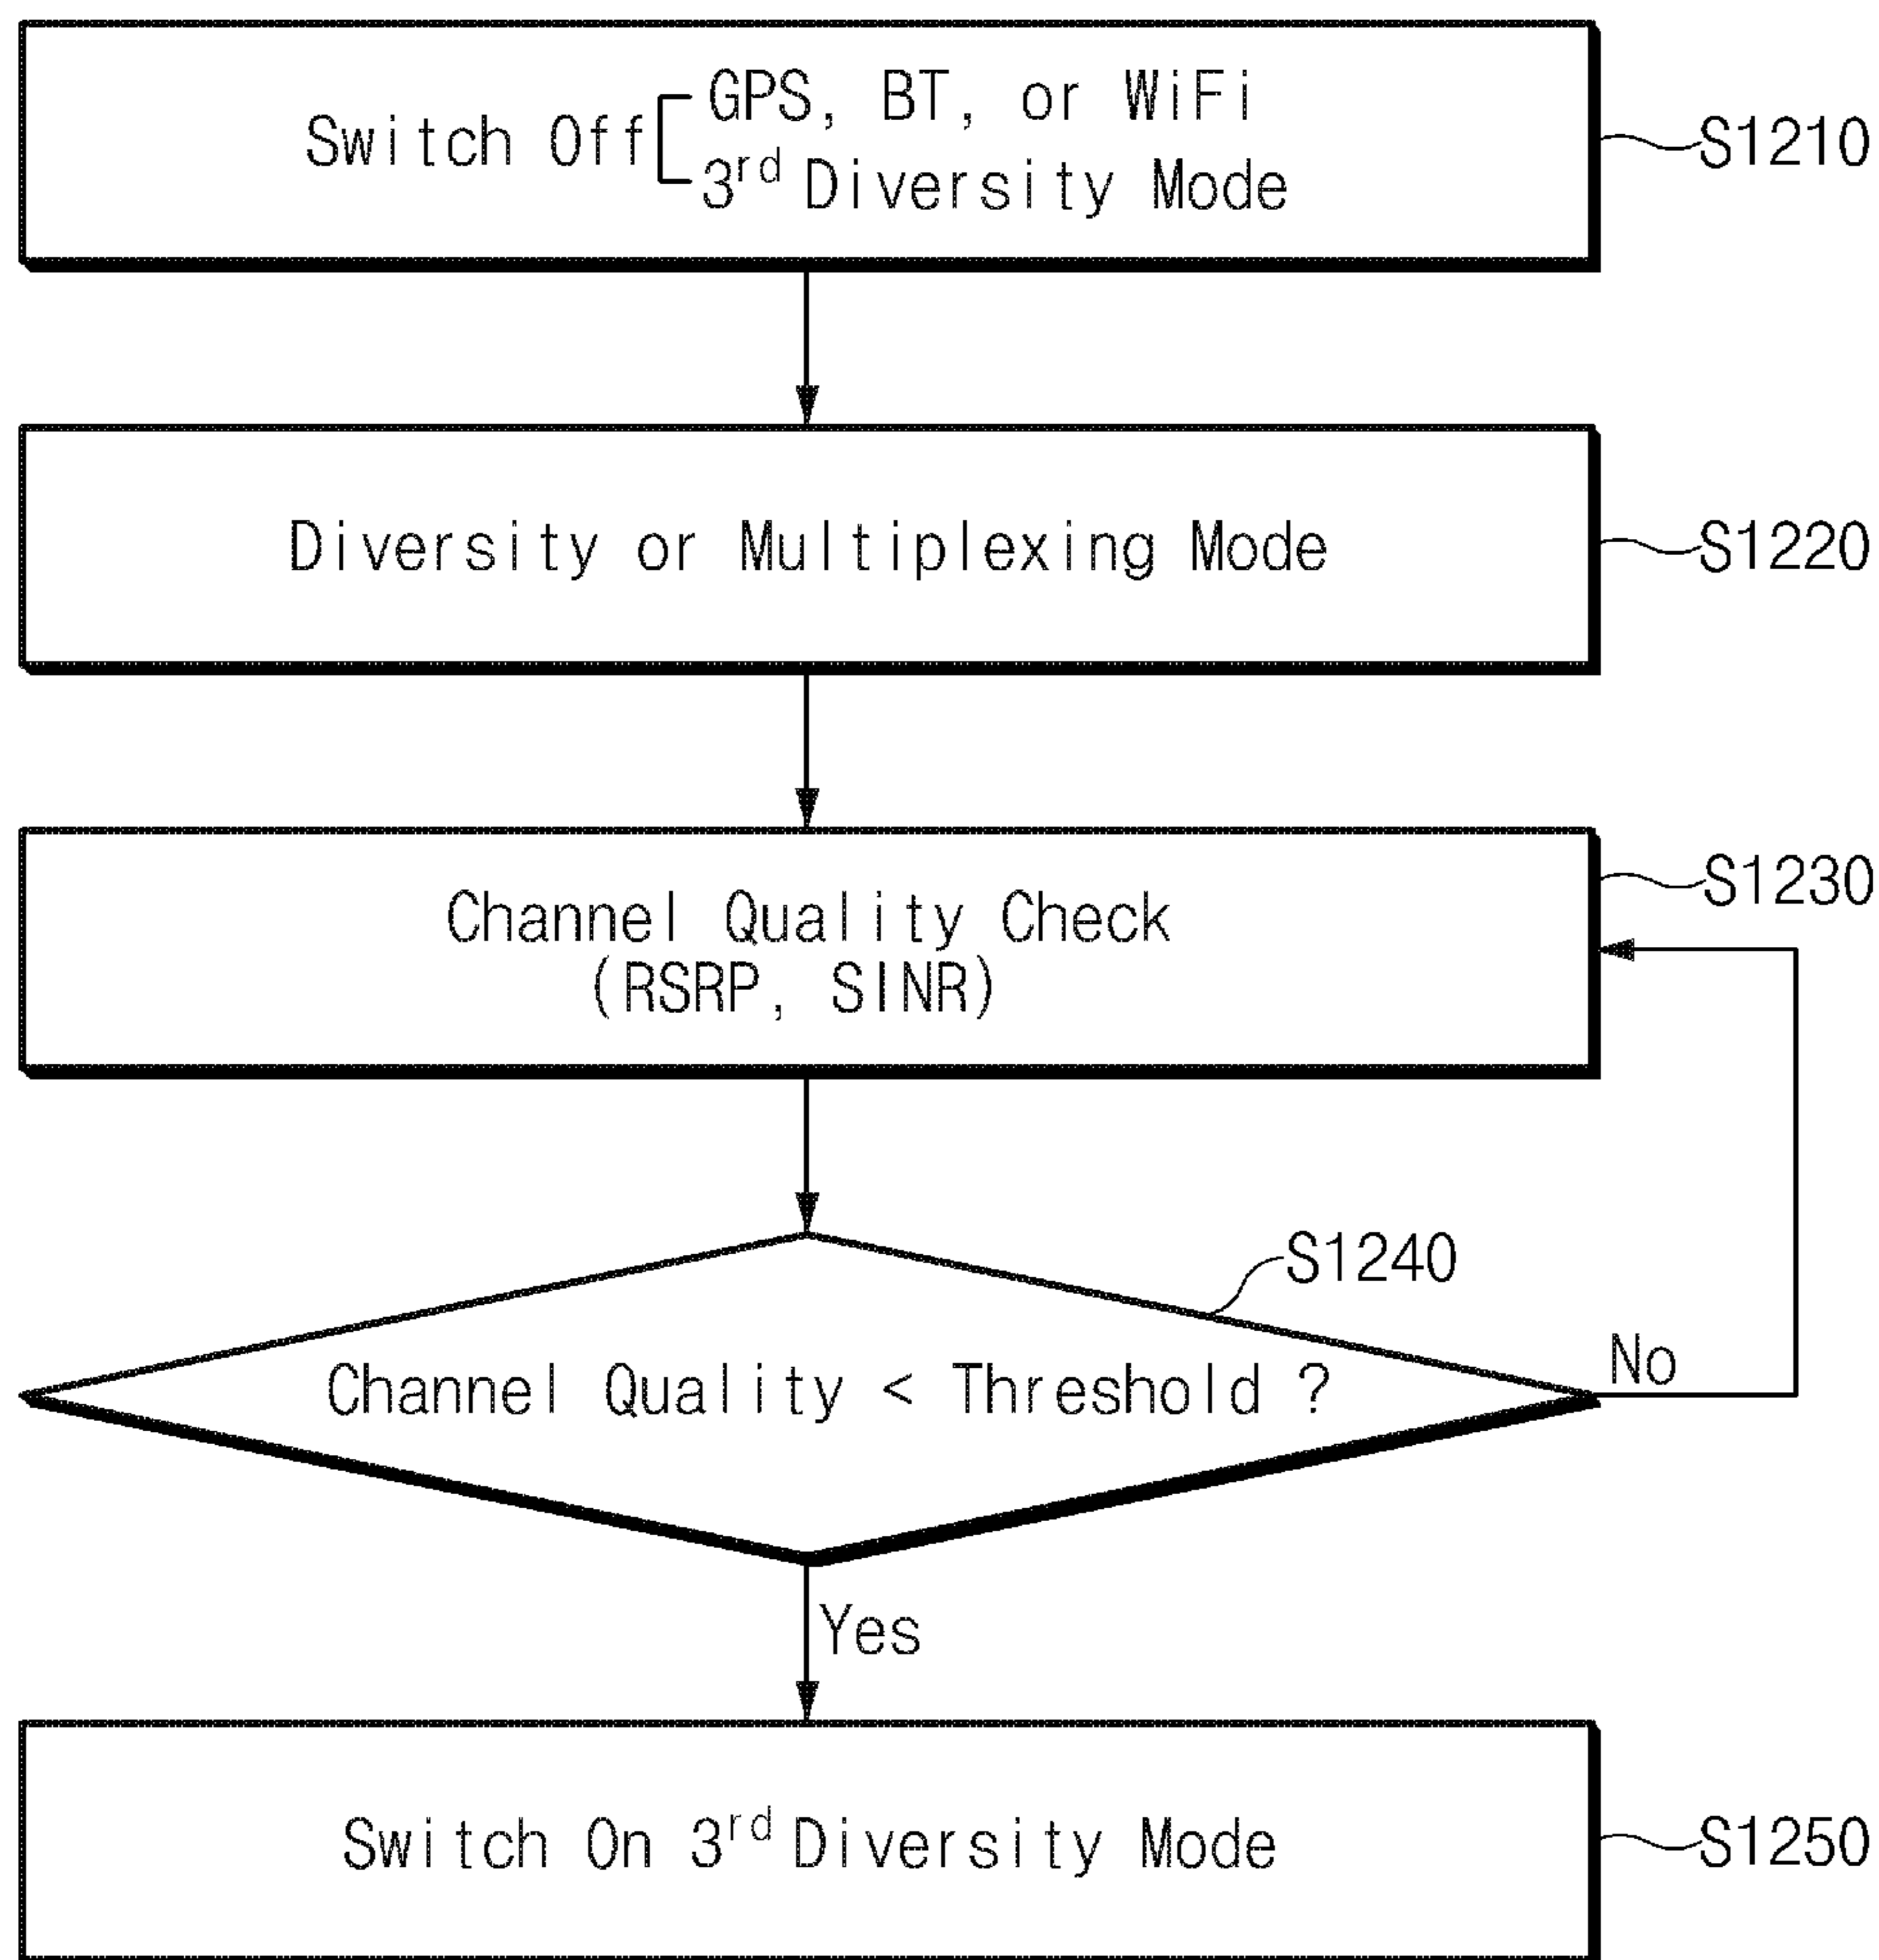 Switch Off
GPS, BT, or WiFi
3rd Diversity Mode
S1210
Diversity or Multiplexing Mode
S1220
S1230
Channel Quality Check
(RSRP, SINR)
S1240
Channel Quality < Threshold ?
No
Yes
Switch On 3rd Diversity Mode
S1250